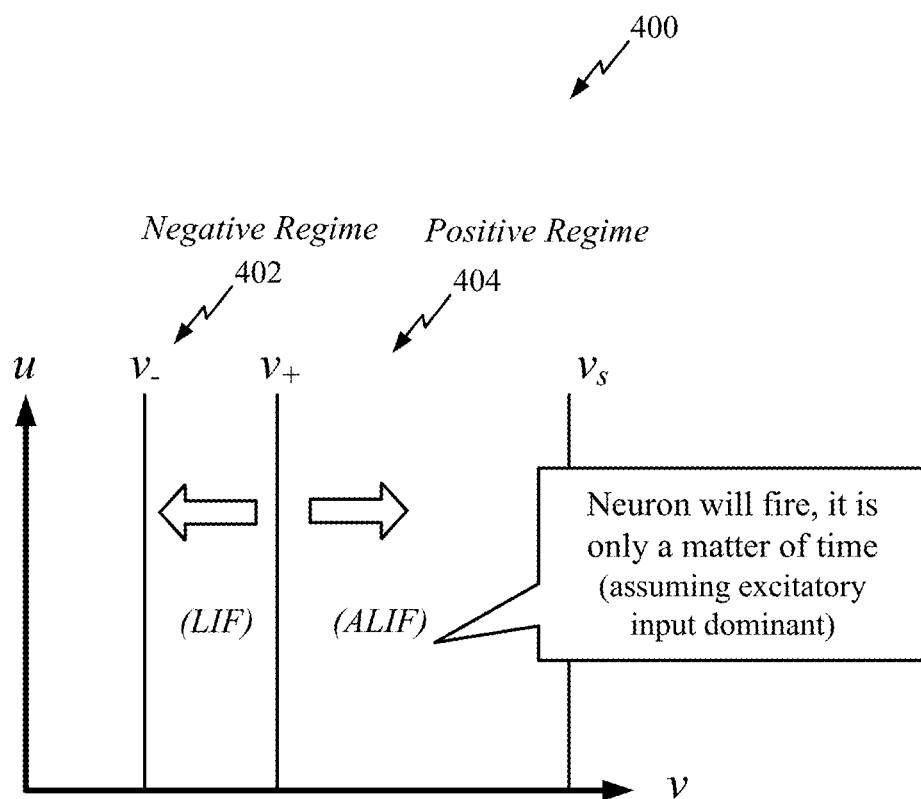 400
Negative Regime Positive Regime
402 404
u v- v+ vs
Neuron will fire, it is
only a matter of time
(assuming excitatory
input dominant)
(LIF) (ALIF)
v